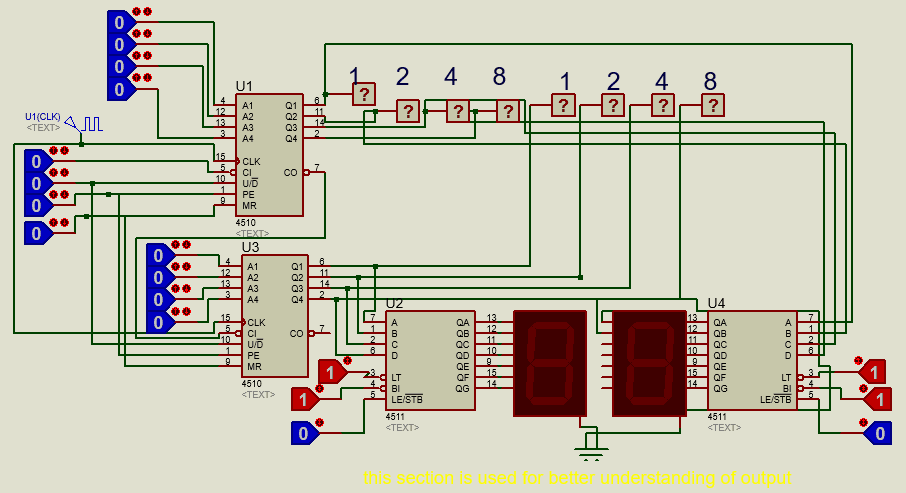 0
0
0
0
1 2 4 8 1 2 4 8
? ? ? ? ? ? ? ?
U1
U1(CLK)
<TEXT>
4 A1 Q1 6
12 A2 Q2 11
13 A3 Q3 14
3 A4 Q4 2
15 CLK
5 CI CO 7
10 U/D
1 PE
9 MR
4510
<TEXT>
0
0
0
0
U3
0
0
0
0
4 A1 Q1 6
12 A2 Q2 11
13 A3 Q3 14
3 A4 Q4 2
15 CLK
5 CI CO 7
10 U/D
1 PE
9 MR
4510
<TEXT>
U2
7 A QA 13
1 B QB 12
2 C QC 11
6 D QD 10
QE 9
3 LT QF 15
4 BI QG 14
5 LE/STB
4511
<TEXT>
1
1
0
U4
13 QA A 7
12 QB B 1
11 QC C 2
10 QD D 6
9 QE
15 QF LT 3
14 QG BI 4
LE/STB 5
4511
<TEXT>
1
1
0
this section is used for better understanding of output